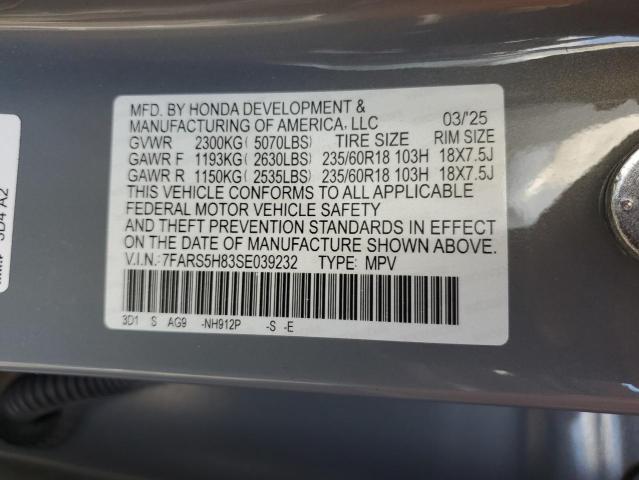 MFD. BY HONDA DEVELOPMENT &
MANUFACTURING OF AMERICA, LLC 03/'25
GVWR 2300KG( 5070LBS) TIRE SIZE RIM SIZE
GAWR F 1193KG( 2630LBS) 235/60R18 103H 18X7.5J
GAWR R 1150KG( 2535LBS) 235/60R18 103H 18X7.5J
THIS VEHICLE CONFORMS TO ALL APPLICABLE
FEDERAL MOTOR VEHICLE SAFETY
AND THEFT PREVENTION STANDARDS IN EFFECT
ON THE DATE OF MANUFACTURE SHOWN ABOVE.
V.I.N.: 7FARS5H83SE039232 TYPE: MPV
3D1 S AG9 -NH912P -S -E
3D4 A2